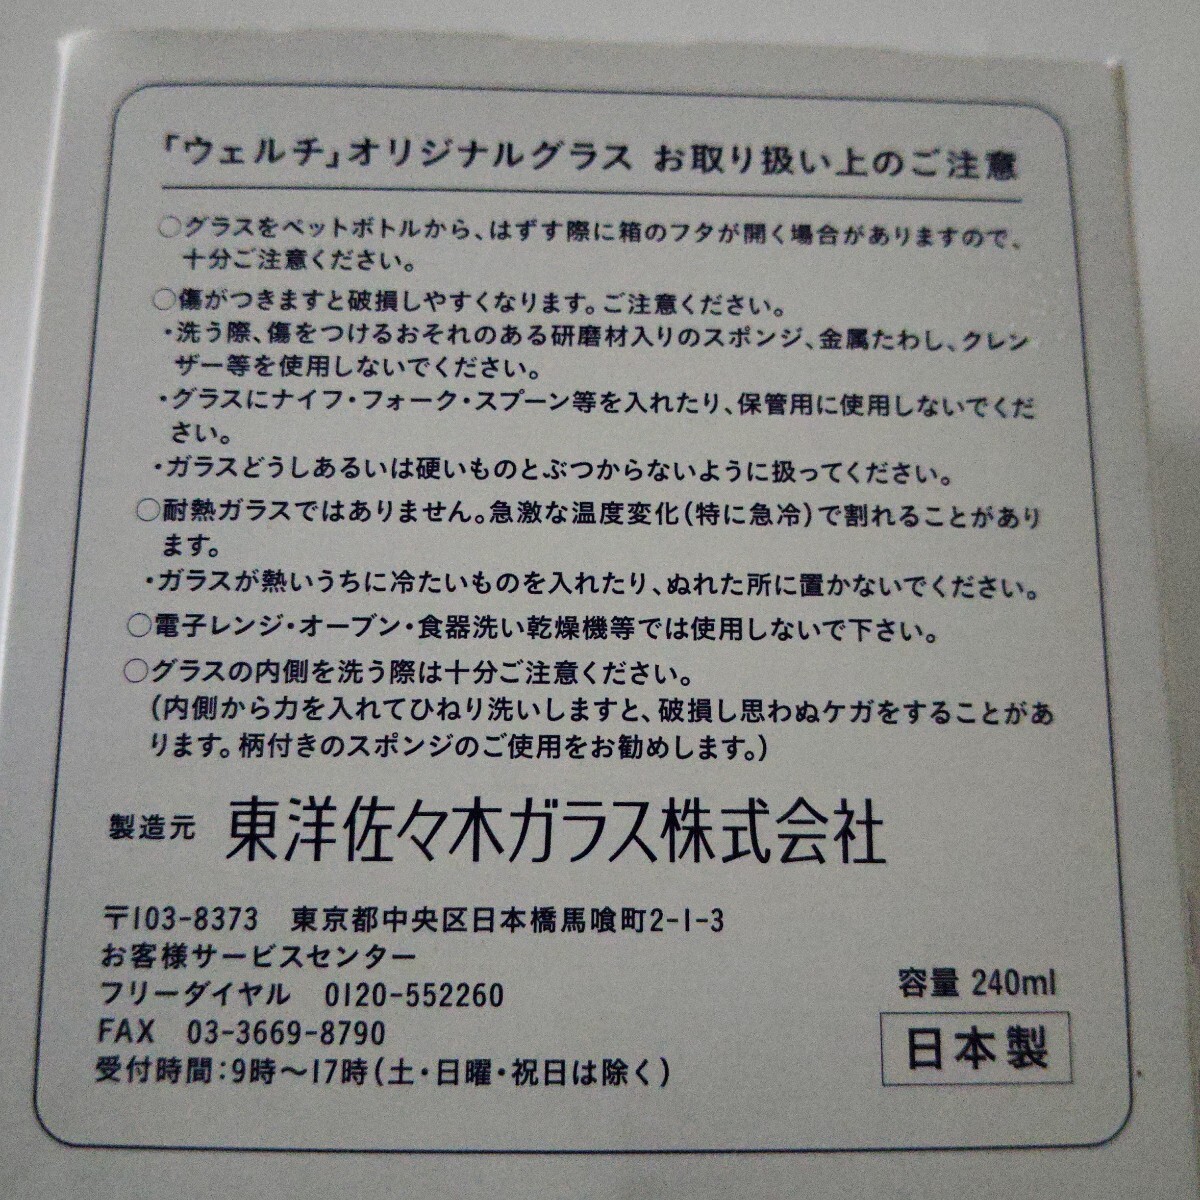 「ウェルチ」オリジナルグラス お取り扱い上のご注意
○グラスをペットボトルから、はずす際に箱のフタが開く場合がありますので、
十分ご注意ください。
○傷がつきますと破損しやすくなります。ご注意ください。
・洗う際、傷をつけるおそれのある研磨材入りのスポンジ、金属たわし、クレン
ザー等を使用しないでください。
・グラスにナイフ・フォーク・スプーン等を入れたり、保管用に使用しないでくだ
さい。
・ガラスどうしあるいは硬いものとぶつからないように扱ってください。
○耐熱ガラスではありません。急激な温度変化(特に急冷)で割れることがあり
ます。
・ガラスが熱いうちに冷たいものを入れたり、ぬれた所に置かないでください。
○電子レンジ・オーブン・食器洗い乾燥機等では使用しないで下さい。
○グラスの内側を洗う際は十分ご注意ください。
(内側から力を入れてひねり洗いしますと、破損し思わぬケガをすることがあ
ります。柄付きのスポンジのご使用をお勧めします。)
製造元 東洋佐々木ガラス株式会社
〒103-8373 東京都中央区日本橋馬喰町2-1-3
お客様サービスセンター
フリーダイヤル 0120-552260
FAX 03-3669-8790
受付時間:9時～17時(土・日曜・祝日は除く)
容量 240ml
日本製